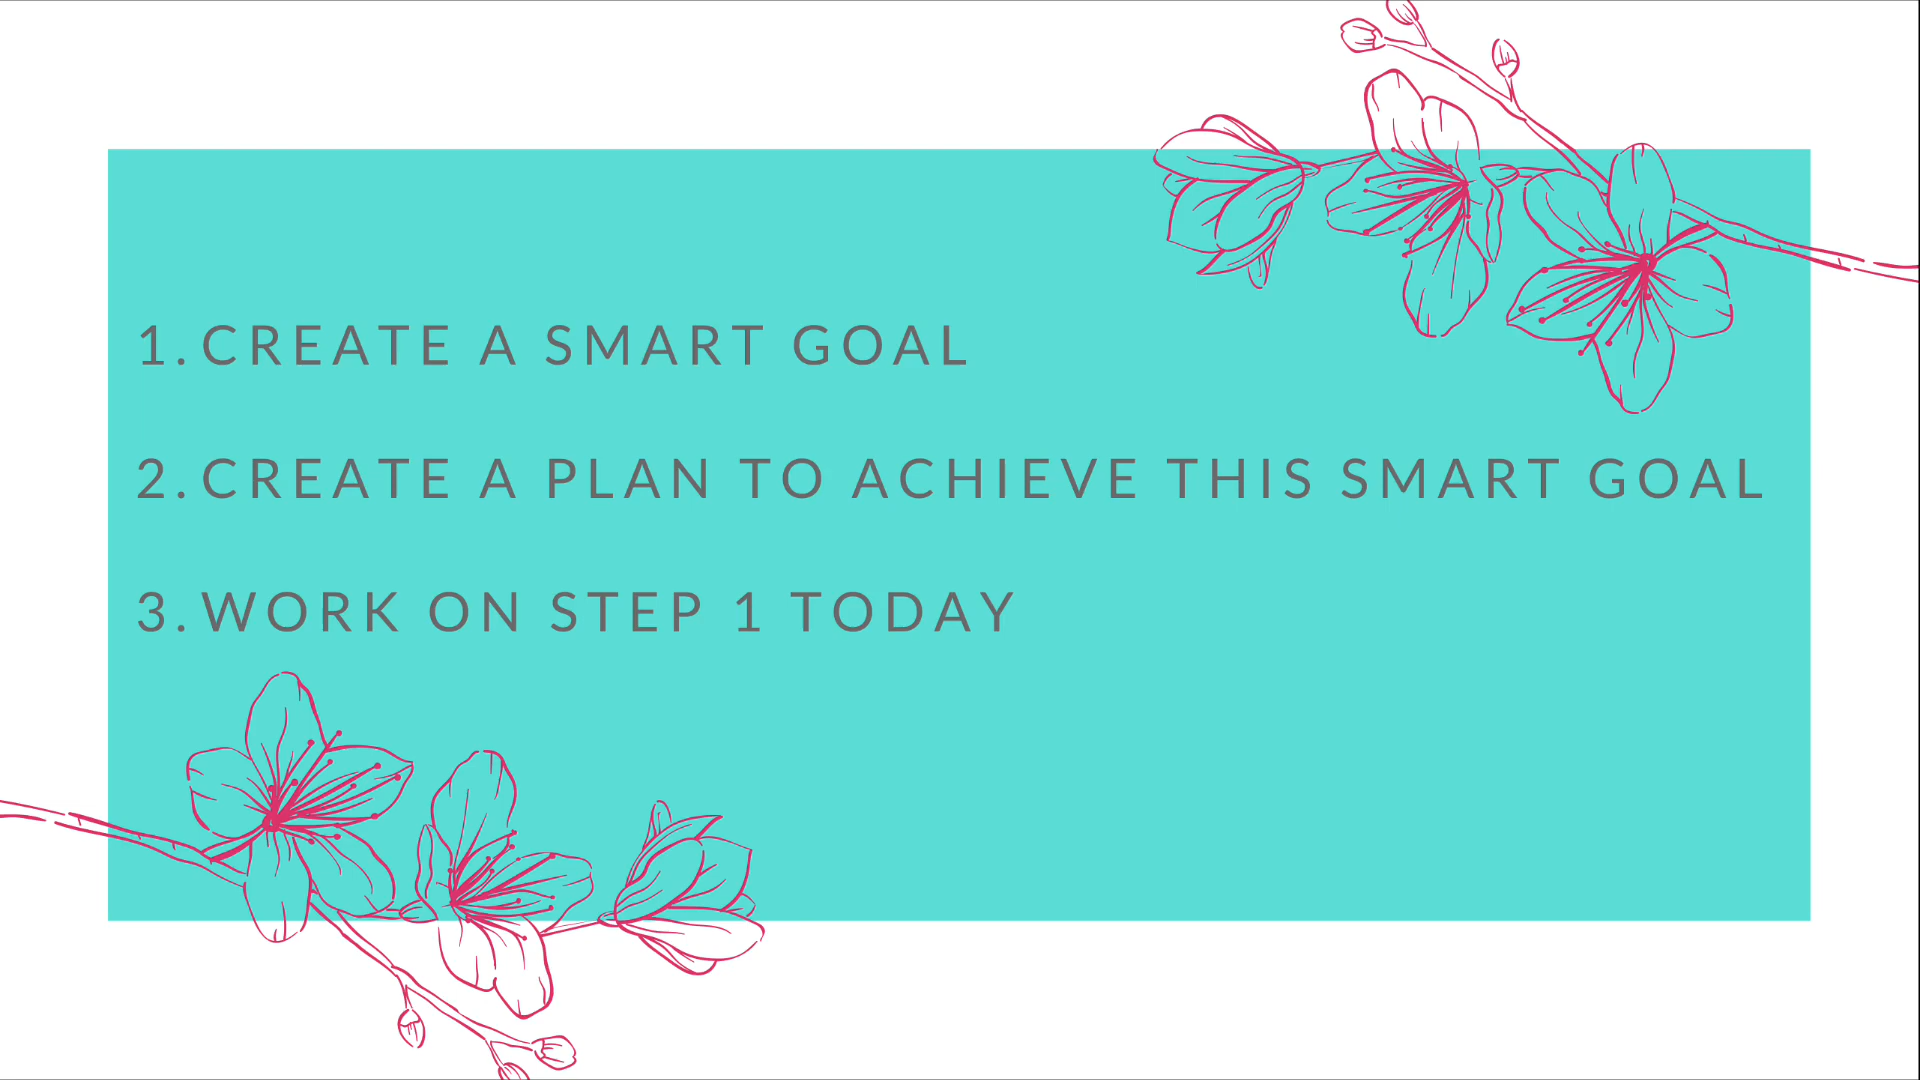 1. CREATE A SMART GOAL
2. CREATE A PLAN TO ACHIEVE THIS SMART GOAL
3. WORK ON STEP 1 TODAY